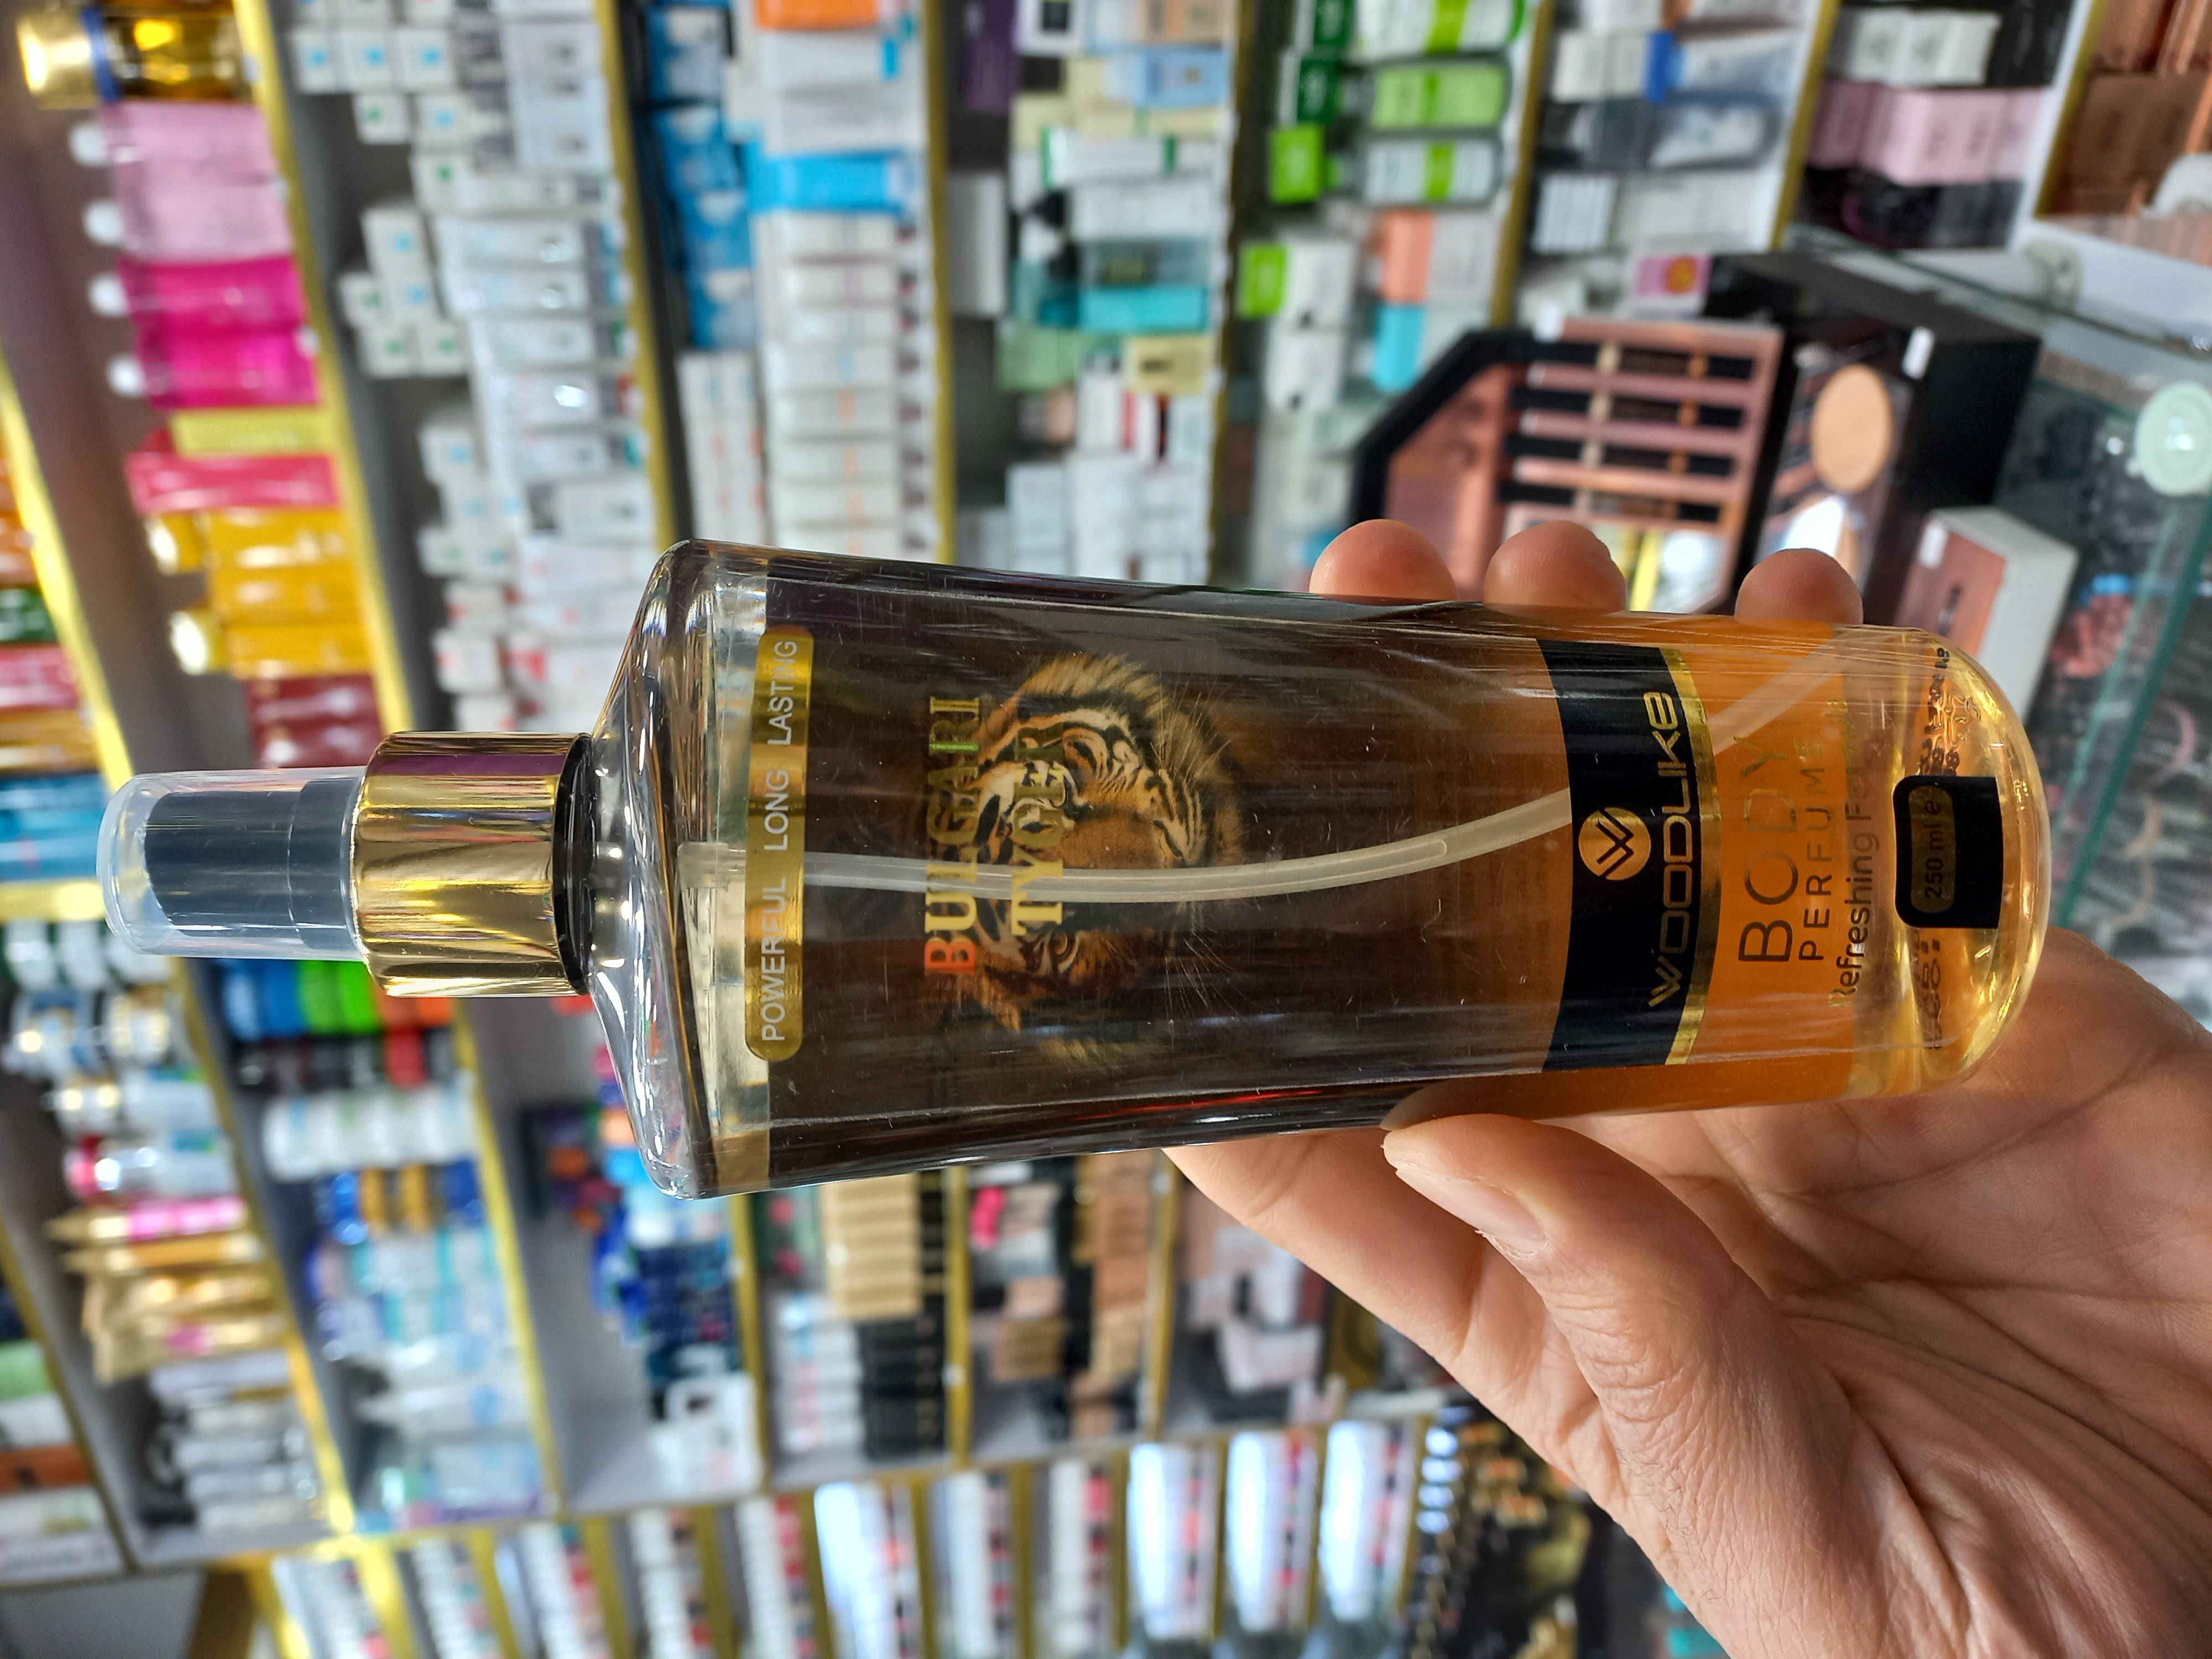 POWERFUL LONG LASTING
BULGARI
TYGER
WOODLIKE
BODY
PERFUME
Refreshing
250 ml e